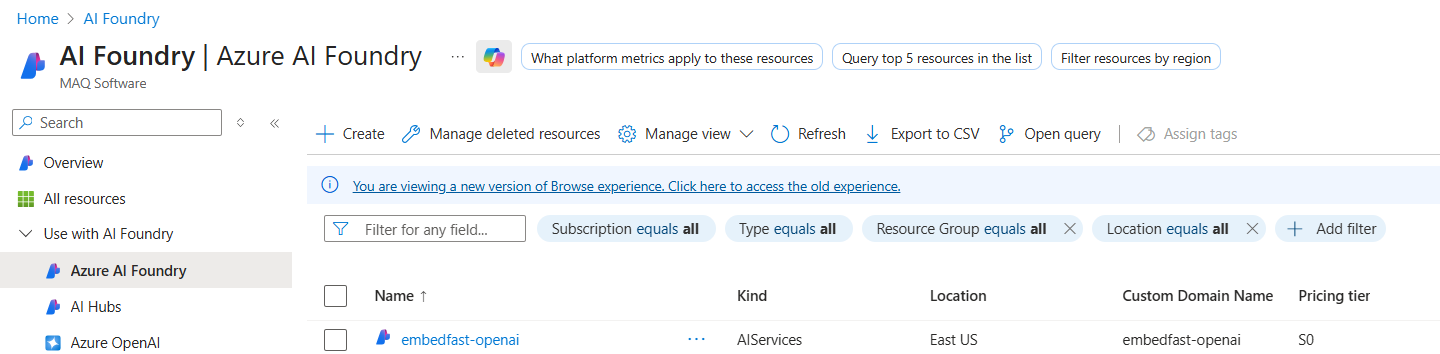 Home > AI Foundry
AI Foundry | Azure AI Foundry ... What platform metrics apply to these resources Query top 5 resources in the list Filter resources by region
MAQ Software
Search
Create Manage deleted resources Manage view Refresh Export to CSV Open query Assign tags
Overview
You are viewing a new version of Browse experience. Click here to access the old experience.
All resources
Filter for any field... Subscription equals all Type equals all Resource Group equals all Location equals all Add filter
Use with AI Foundry
Azure AI Foundry
Name ↑ Kind Location Custom Domain Name Pricing tier
AI Hubs
embedfast-openai ... AIServices East US embedfast-openai S0
Azure OpenAI